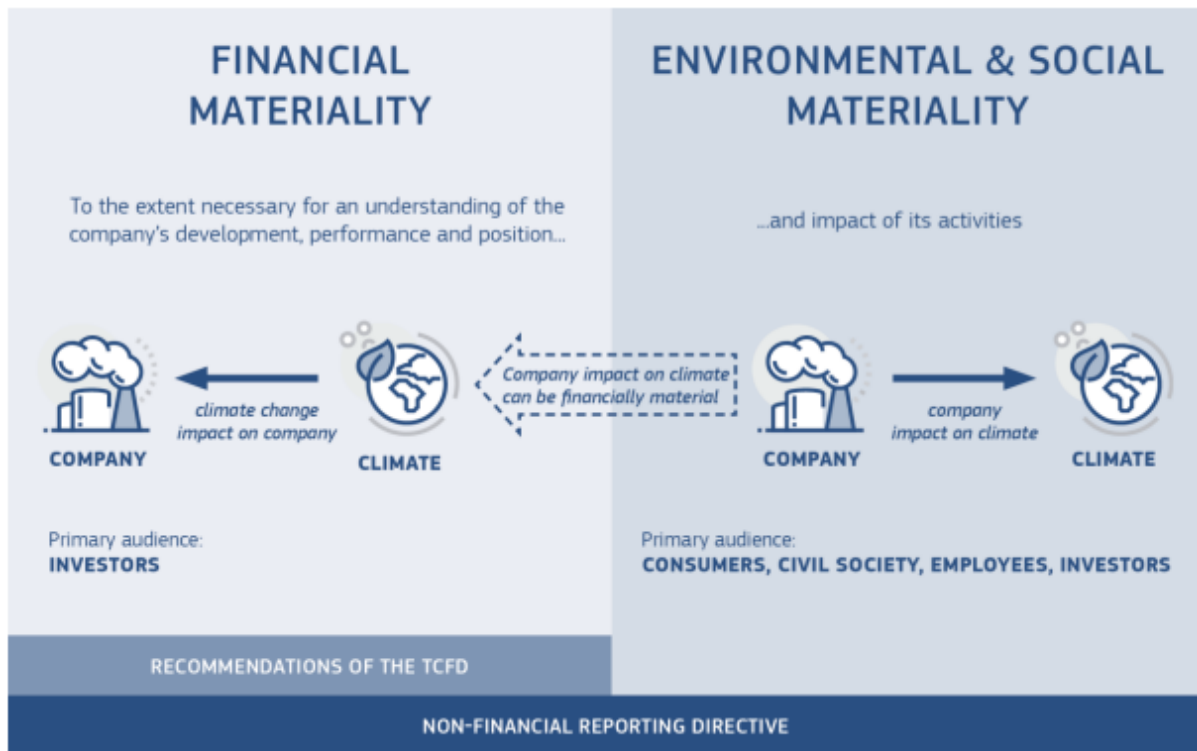 FINANCIAL
MATERIALITY
To the extent necessary for an understanding of the
company's development, performance and position...
climate change
impact on company
COMPANY
CLIMATE
Primary audience:
INVESTORS
RECOMMENDATIONS OF THE TCFD
Company impact on climate
can be financially material
ENVIRONMENTAL & SOCIAL
MATERIALITY
...and impact of its activities
company
impact on climate
COMPANY
CLIMATE
Primary audience:
CONSUMERS, CIVIL SOCIETY, EMPLOYEES, INVESTORS
NON-FINANCIAL REPORTING DIRECTIVE